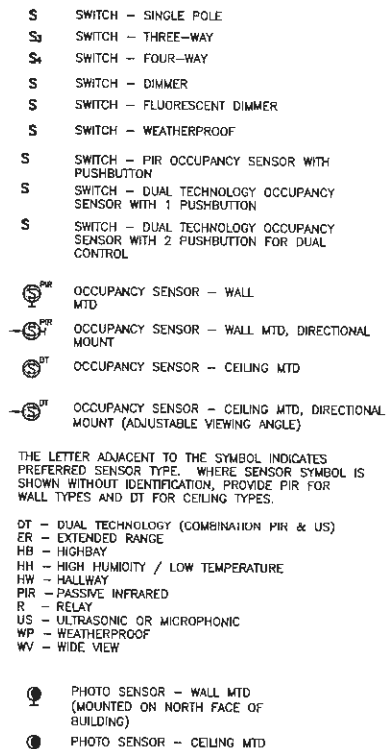 S SWITCH – SINGLE POLE
S3 SWITCH – THREE–WAY
S4 SWITCH – FOUR–WAY
S SWITCH – DIMMER
S SWITCH – FLUORESCENT DIMMER
S SWITCH – WEATHERPROOF
S SWITCH – PIR OCCUPANCY SENSOR WITH
PUSHBUTTON
S SWITCH – DUAL TECHNOLOGY OCCUPANCY
SENSOR WITH 1 PUSHBUTTON
S SWITCH – DUAL TECHNOLOGY OCCUPANCY
SENSOR WITH 2 PUSHBUTTON FOR DUAL
CONTROL
S PIR OCCUPANCY SENSOR – WALL
MTD
S PIR OCCUPANCY SENSOR – WALL MTD, DIRECTIONAL
MOUNT
S DT OCCUPANCY SENSOR – CEILING MTD
S DT OCCUPANCY SENSOR – CEILING MTD, DIRECTIONAL
MOUNT (ADJUSTABLE VIEWING ANGLE)
THE LETTER ADJACENT TO THE SYMBOL INDICATES
PREFERRED SENSOR TYPE. WHERE SENSOR SYMBOL IS
SHOWN WITHOUT IDENTIFICATION, PROVIDE PIR FOR
WALL TYPES AND DT FOR CEILING TYPES.
DT – DUAL TECHNOLOGY (COMBINATION PIR & US)
ER – EXTENDED RANGE
HB – HIGHBAY
HH – HIGH HUMIDITY / LOW TEMPERATURE
HW – HALLWAY
PIR – PASSIVE INFRARED
R – RELAY
US – ULTRASONIC OR MICROPHONIC
WP – WEATHERPROOF
WV – WIDE VIEW
PHOTO SENSOR – WALL MTD
(MOUNTED ON NORTH FACE OF
BUILDING)
PHOTO SENSOR – CEILING MTD